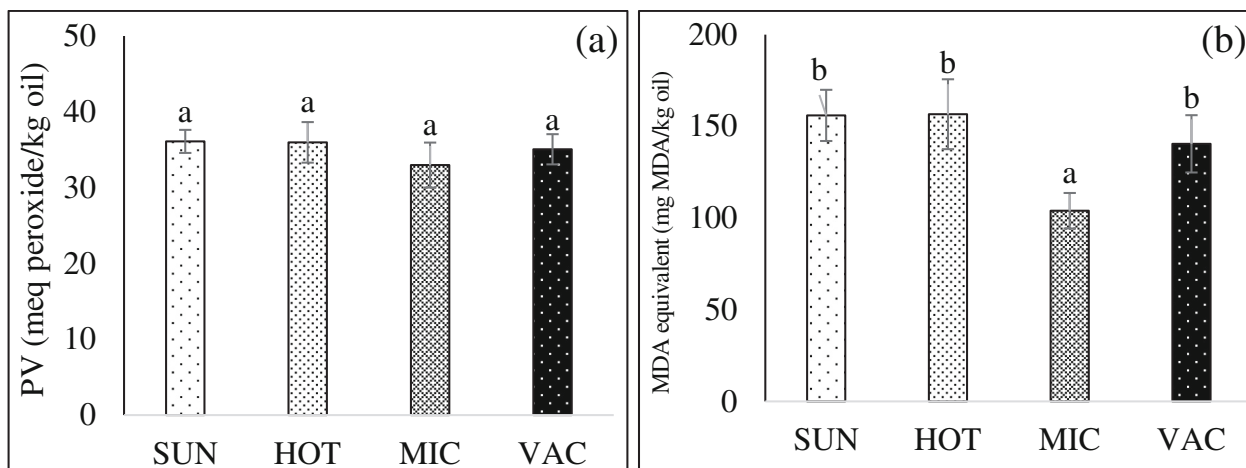 (a)
PV (meq peroxide/kg oil)
50
40
30
20
10
0
a
a
a
a
SUN
HOT
MIC
VAC
(b)
MDA equivalent (mg MDA/kg oil)
200
150
100
50
0
b
b
a
b
SUN
HOT
MIC
VAC